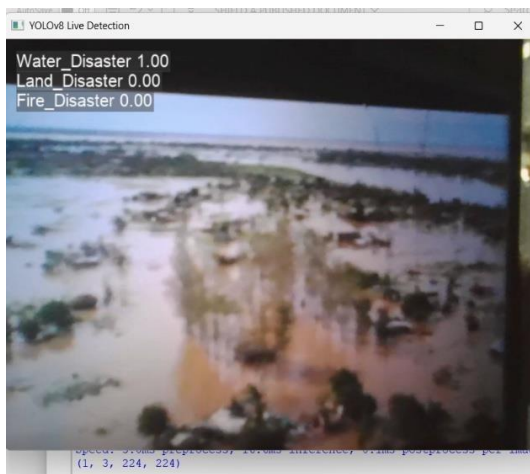 YOLOv8 Live Detection
Water_Disaster 1.00
Land_Disaster 0.00
Fire_Disaster 0.00
(1, 3, 224, 224)